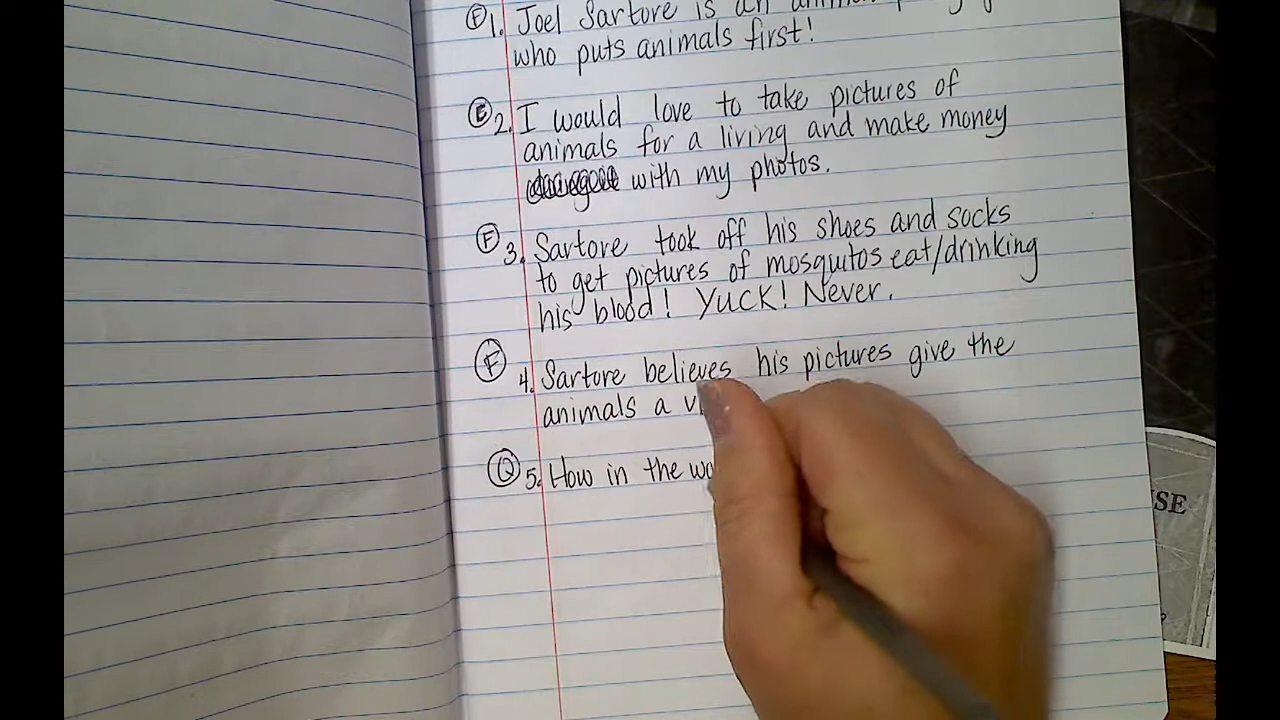 Ⓕ 1. Joel Sartore is an
who puts animals first!
Ⓔ 2. I would love to take pictures of
animals for a living and make money
with my photos.
Ⓕ 3. Sartore took off his shoes and socks
to get pictures of mosquitos eat/drinking
his blood! Yuck! Never.
Ⓕ 4. Sartore believes his pictures give the
animals a
Ⓠ 5. How in the